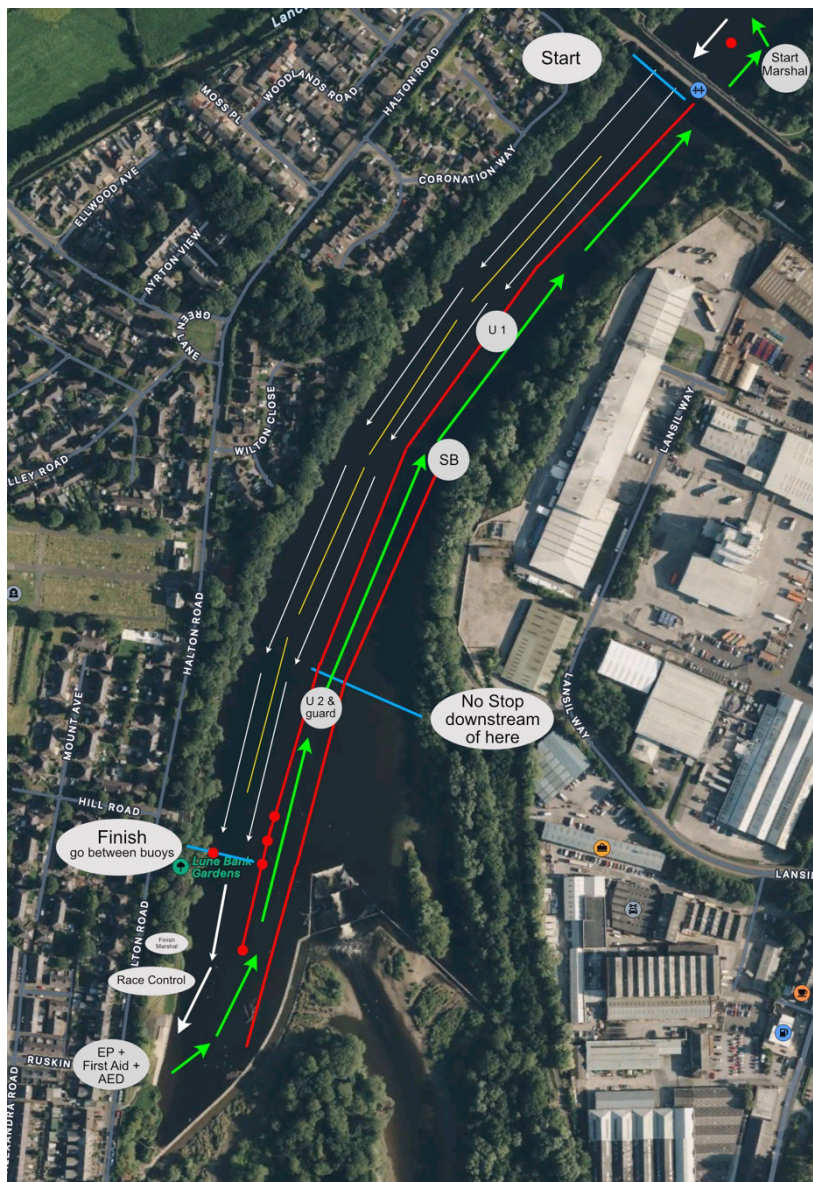 Lanc
Start
Start
Marshal
WOODLANDS ROAD
MOSS PL
HALTON ROAD
CORONATION WAY
ELLWOOD AVE
AYRTON VIEW
GREEN LANE
U 1
WILTON CLOSE
LANSIL WAY
SB
LLEY ROAD
HALTON ROAD
U 2 &
guard
No Stop
downstream
of here
LANSIL WAY
MOUNT AVE
HILL ROAD
Finish
go between buoys
Lune Bank
Gardens
LANSI
LTON ROAD
Finish
Marshal
Race Control
RUSKIN
EP +
First Aid +
AED
ALEXANDRA ROAD